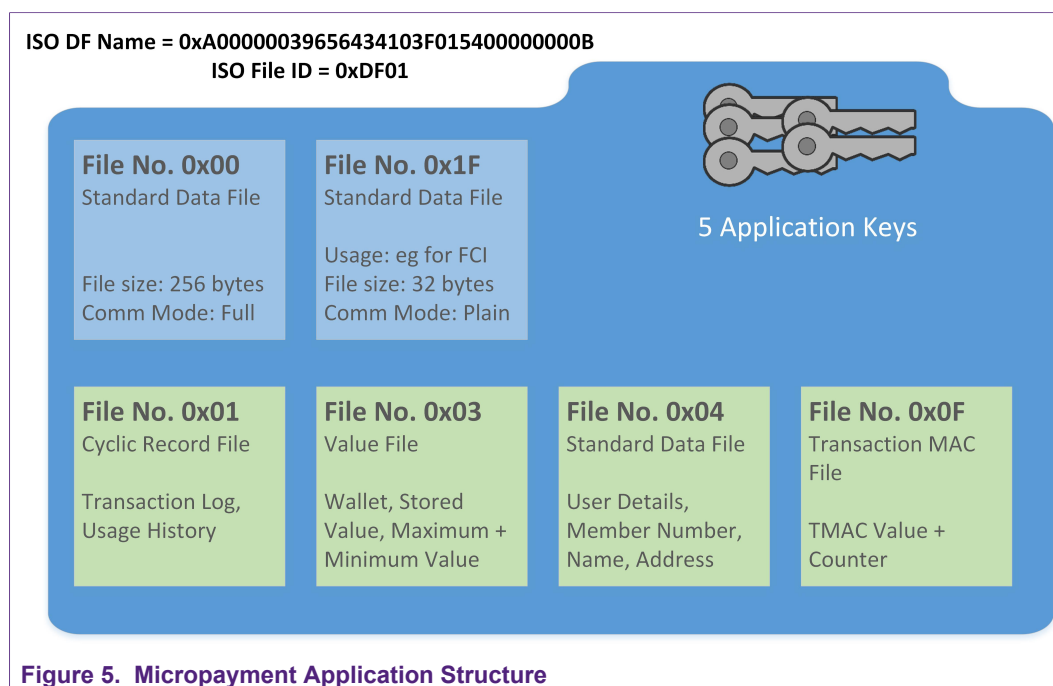 ISO DF Name = 0xA00000039656434103F015400000000B
ISO File ID = 0xDF01
5 Application Keys
File No. 0x00
Standard Data File
File size: 256 bytes
Comm Mode: Full
File No. 0x1F
Standard Data File
Usage: eg for FCI
File size: 32 bytes
Comm Mode: Plain
File No. 0x01
Cyclic Record File
Transaction Log,
Usage History
File No. 0x03
Value File
Wallet, Stored
Value, Maximum +
Minimum Value
File No. 0x04
Standard Data File
User Details,
Member Number,
Name, Address
File No. 0x0F
Transaction MAC
File
TMAC Value +
Counter
Figure 5. Micropayment Application Structure